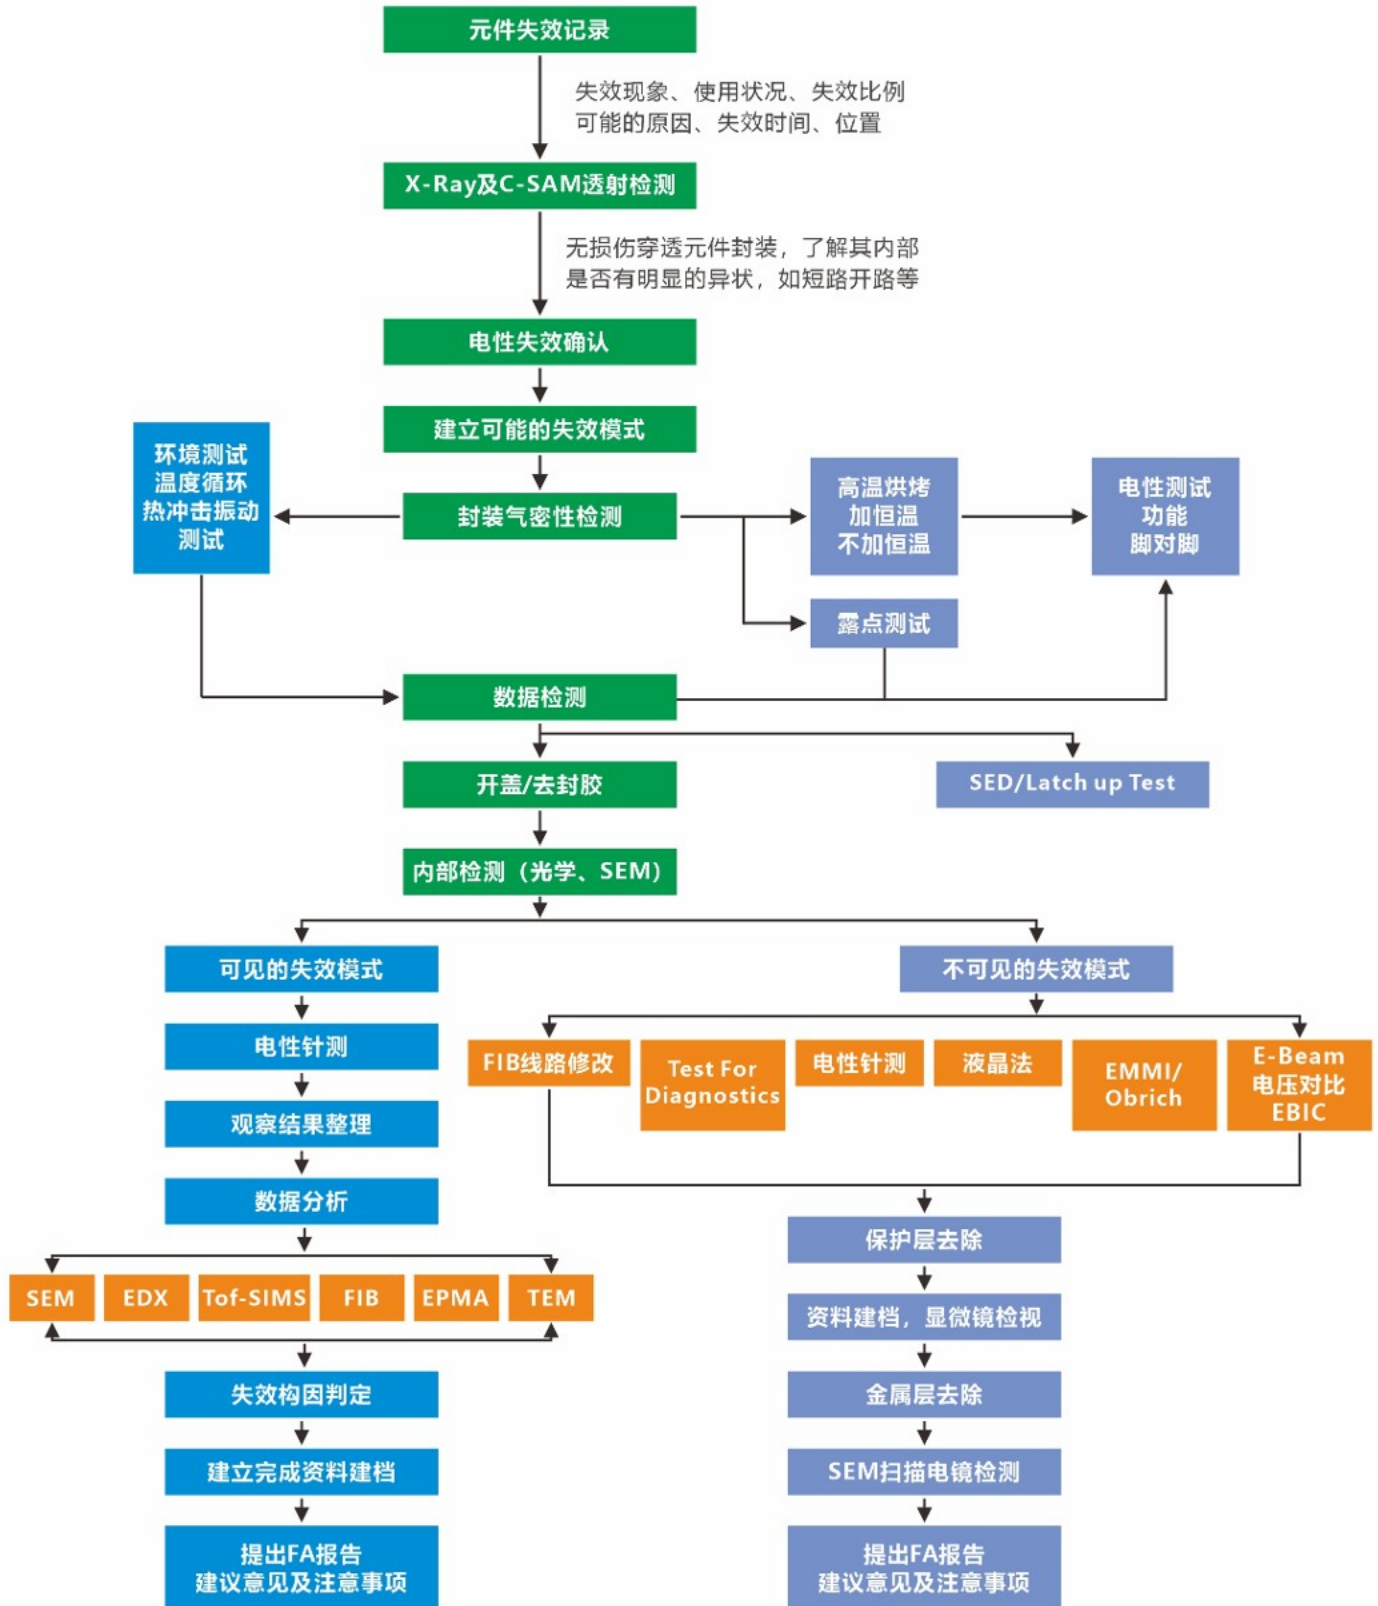 元件失效记录
失效现象、使用状况、失效比例
可能的原因、失效时间、位置
X-Ray及C-SAM透射检测
无损伤穿透元件封装，了解其内部
是否有明显的异状，如短路开路等
电性失效确认
建立可能的失效模式
环境测试
温度循环
热冲击振动
测试
封装气密性检测
高温烘烤
加恒温
不加恒温
电性测试
功能
脚对脚
露点测试
数据检测
开盖/去封胶
SED/Latch up Test
内部检测（光学、SEM）
可见的失效模式
不可见的失效模式
电性针测
观察结果整理
数据分析
FIB线路修改
Test For
Diagnostics
电性针测
液晶法
EMMI/
Obrich
E-Beam
电压对比
EBIC
SEM
EDX
Tof-SIMS
FIB
EPMA
TEM
失效构因判定
建立完成资料建档
提出FA报告
建议意见及注意事项
保护层去除
资料建档，显微镜检视
金属层去除
SEM扫描电镜检测
提出FA报告
建议意见及注意事项